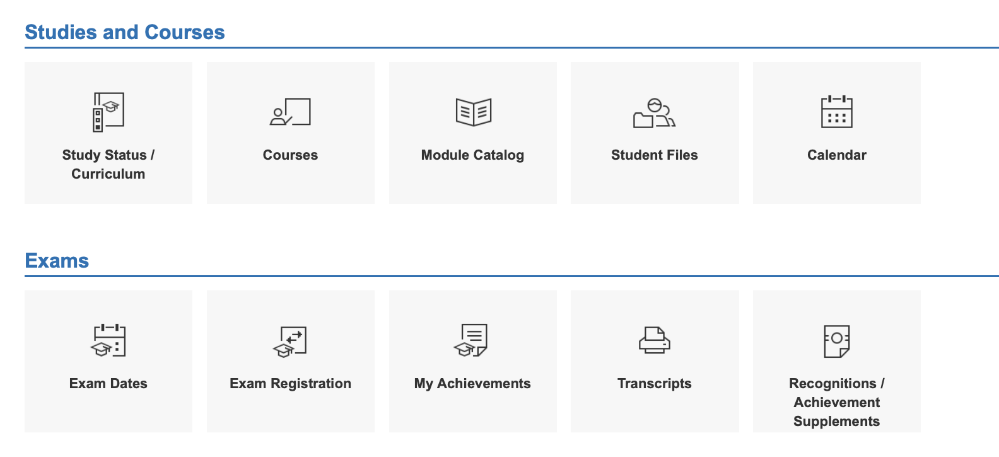 Studies and Courses
Study Status /
Curriculum
Courses
Module Catalog
Student Files
Calendar
Exams
Exam Dates
Exam Registration
My Achievements
Transcripts
Recognitions /
Achievement
Supplements